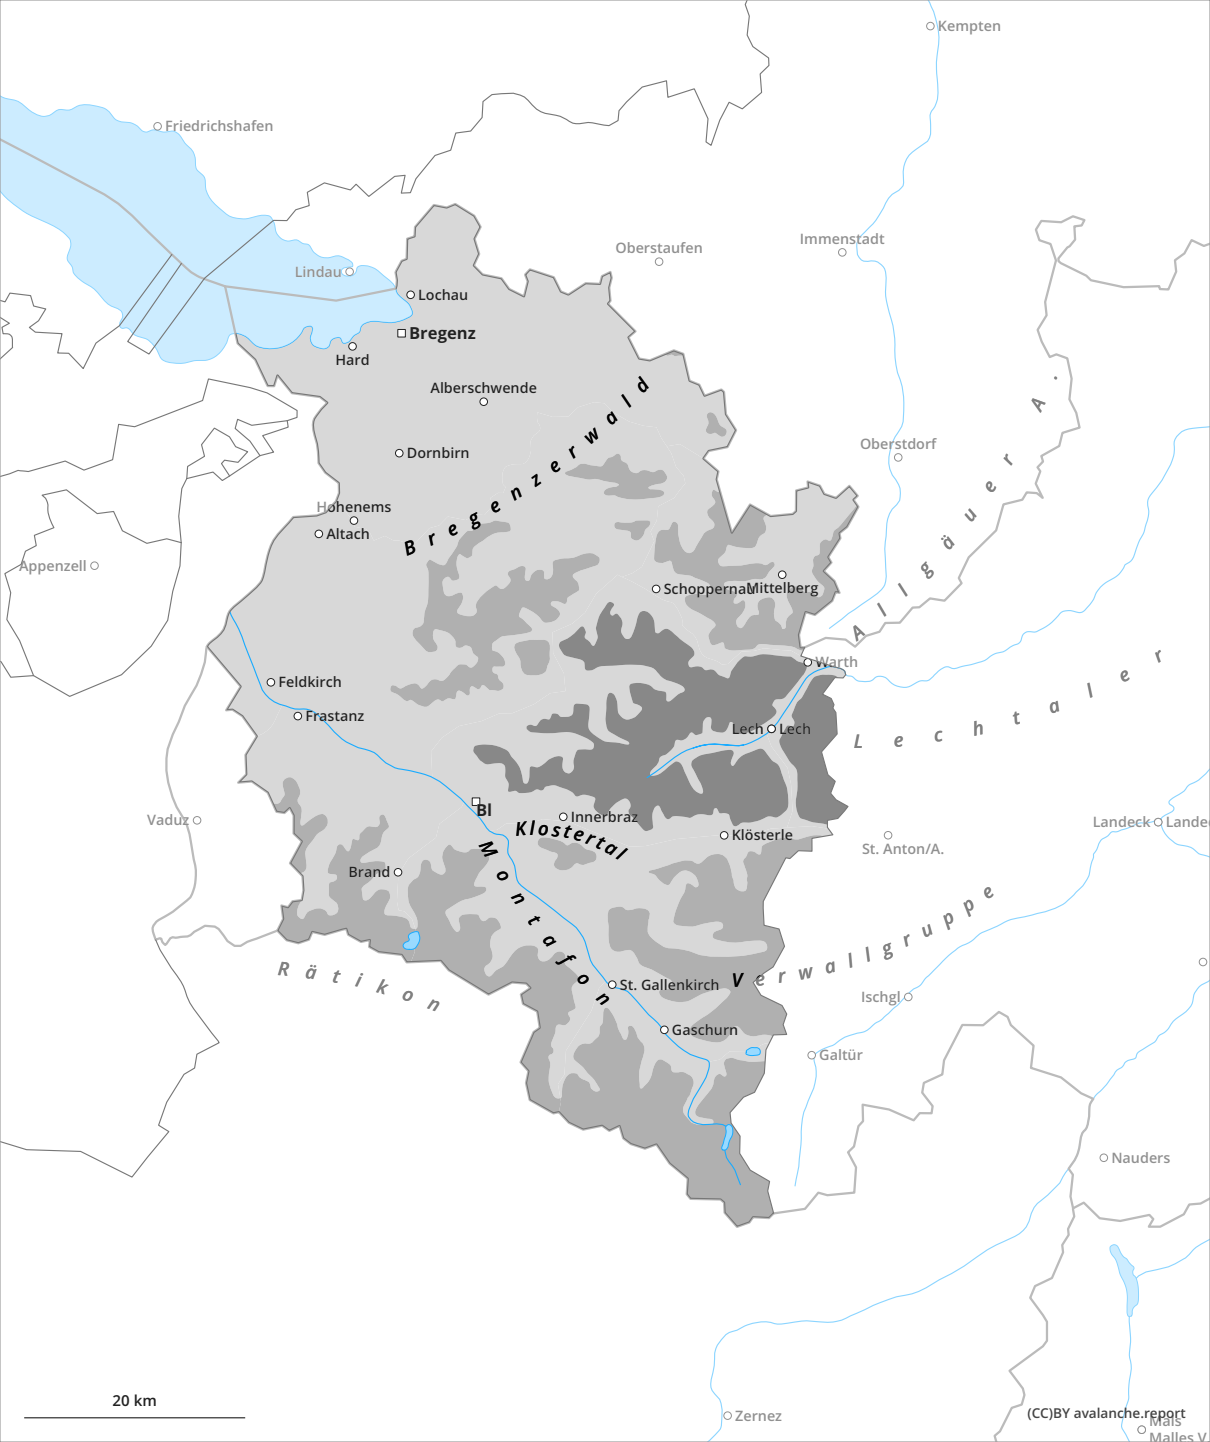 Kempten
Friedrichshafen
Immenstadt
Oberstaufen
Lindau
Lochau
Bregenz
Hard
Alberschwende
Bregenzerwald
Allgäuer A.
Oberstdorf
Dornbirn
Hohenems
Altach
Appenzell
Schoppernau
Mittelberg
Warth
Lechtaler
Feldkirch
Frastanz
Lech
Lech
Vaduz
Bl
Innerbraz
Klostertal
Klösterle
Landeck
Lande
St. Anton/A.
Montafon
Brand
Verwallgruppe
Rätikon
St. Gallenkirch
Ischgl
Gaschurn
Galtür
Nauders
20 km
(CC)BY avalanche.report
Zernez
Mals
Malles V